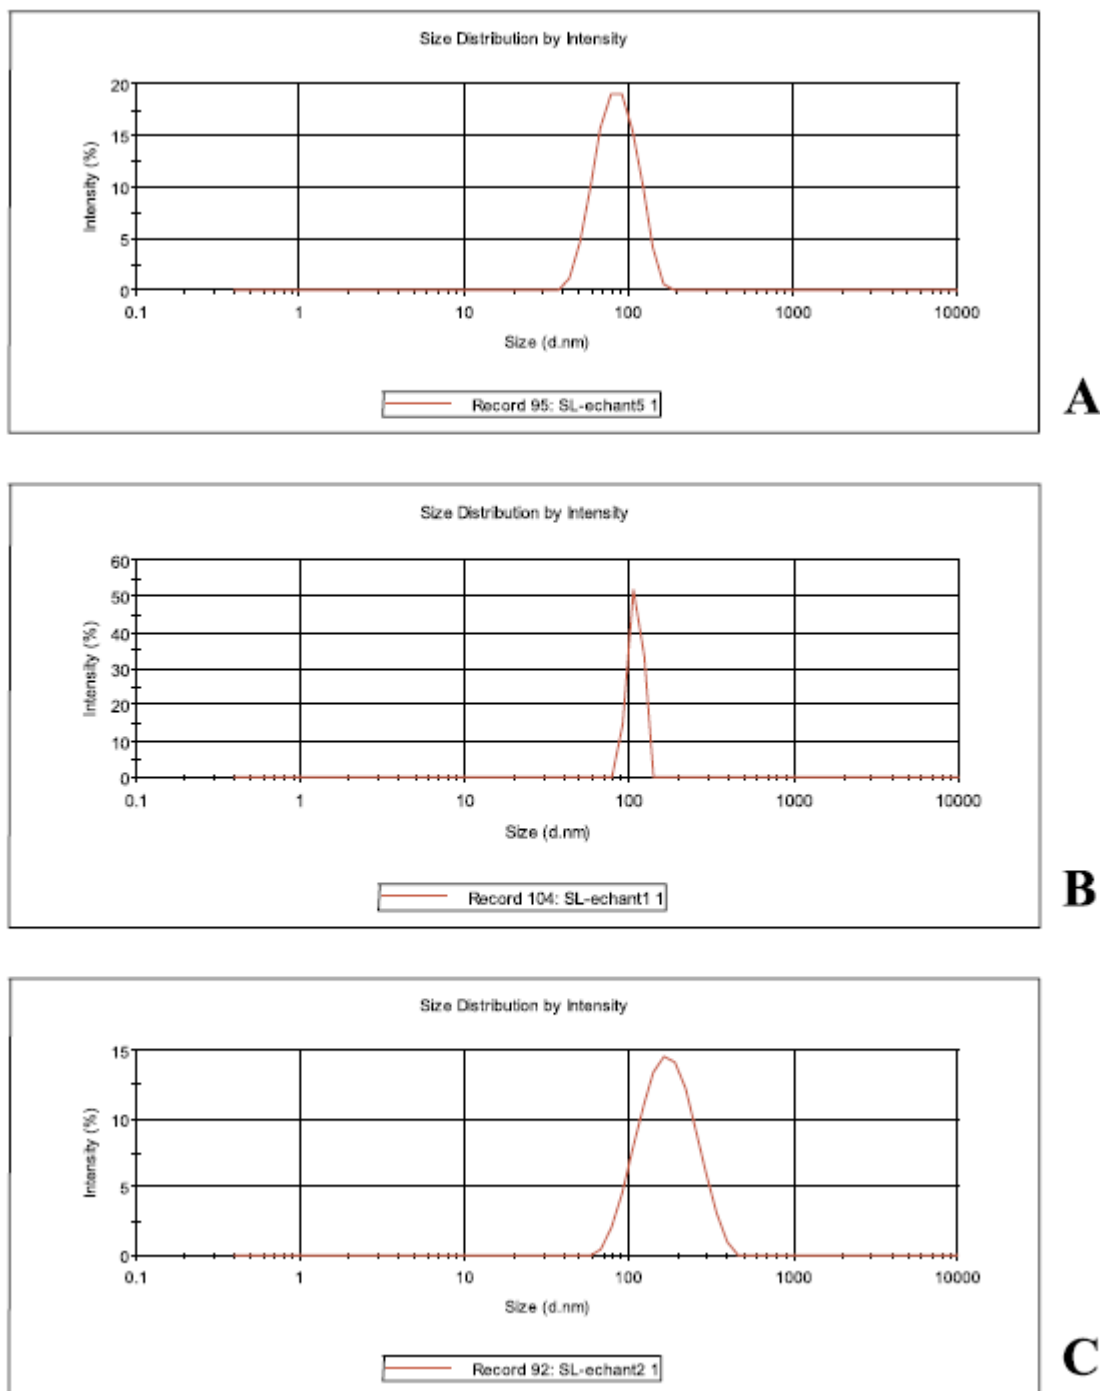 Size Distribution by Intensity
20
15
10
5
0
Intensity (%)
0.1 1 10 100 1000 10000
Size (d.nm)
Record 95: SL-echant5 1
A
Size Distribution by Intensity
60
50
40
30
20
10
0
Intensity (%)
0.1 1 10 100 1000 10000
Size (d.nm)
Record 104: SL-echant1 1
B
Size Distribution by Intensity
15
10
5
0
Intensity (%)
0.1 1 10 100 1000 10000
Size (d.nm)
Record 92: SL-echant2 1
C